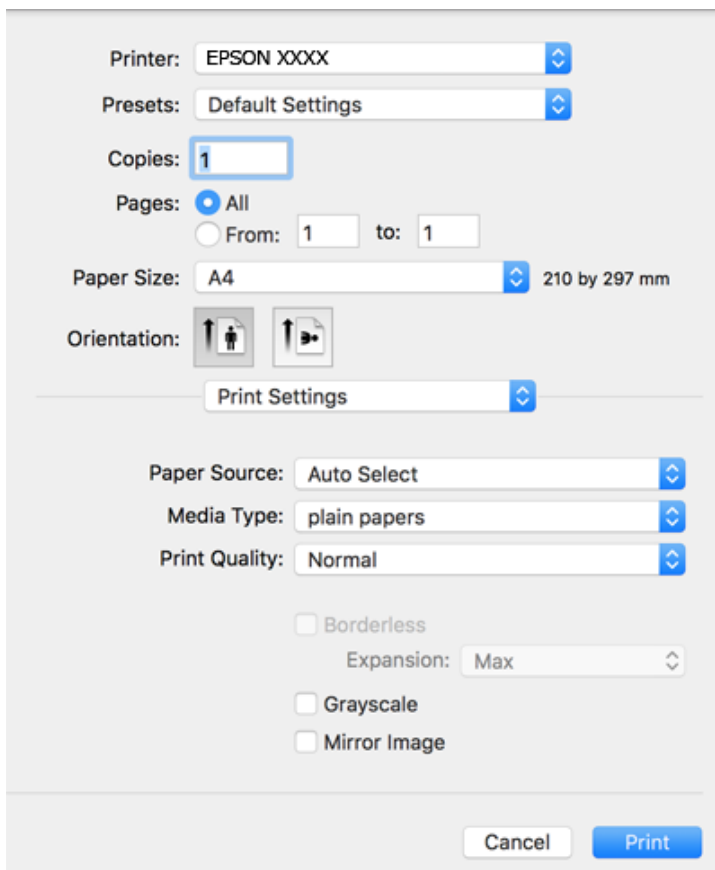 Printer: EPSON XXXX
Presets: Default Settings
Copies: 1
Pages: All
From: 1 to: 1
Paper Size: A4 210 by 297 mm
Orientation:
Print Settings
Paper Source: Auto Select
Media Type: plain papers
Print Quality: Normal
Borderless
Expansion: Max
Grayscale
Mirror Image
Cancel Print